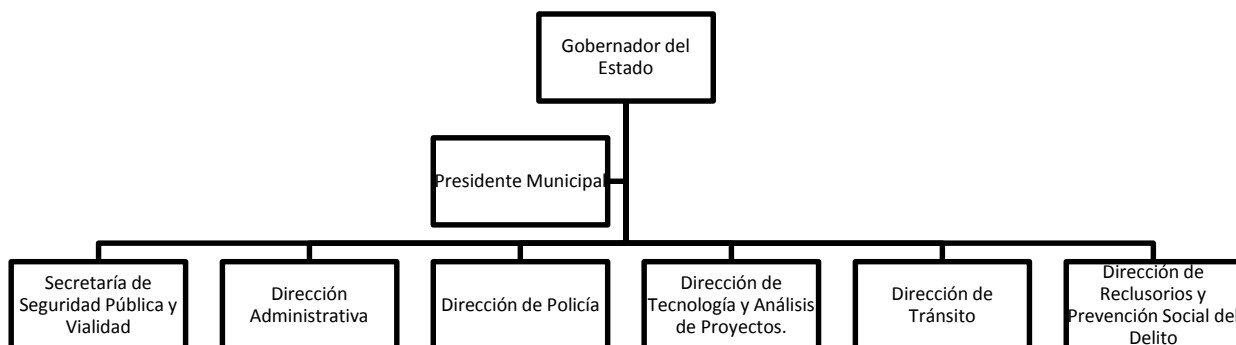 Gobernador del
Estado
Presidente Municipal
Secretaría de
Seguridad Pública y
Vialidad
Dirección
Administrativa
Dirección de Policía
Dirección de
Tecnología y Análisis
de Proyectos.
Dirección de
Tránsito
Dirección de
Reclusorios y
Prevención Social del
Delito